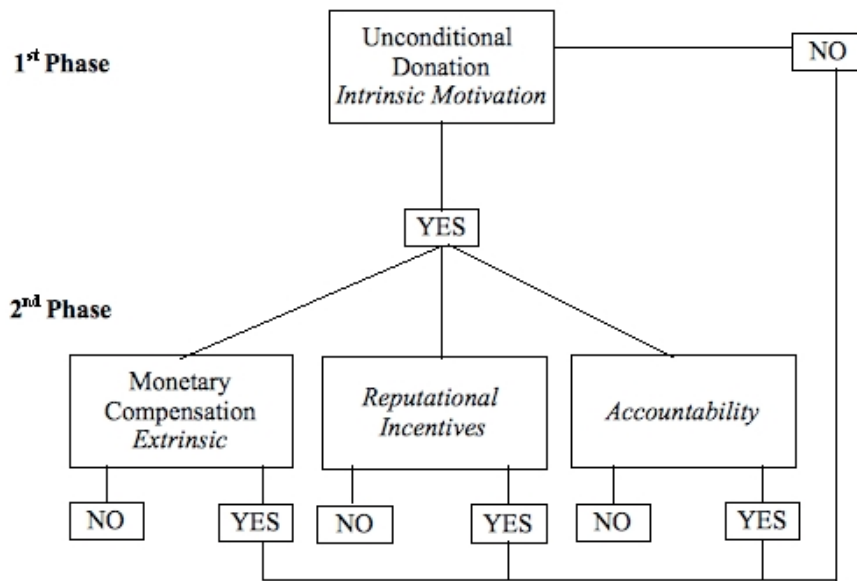 Unconditional
Donation
Intrinsic Motivation
1st Phase
NO
YES
2nd Phase
Monetary
Compensation
Extrinsic
Reputational
Incentives
Accountability
NO
YES
NO
YES
NO
YES